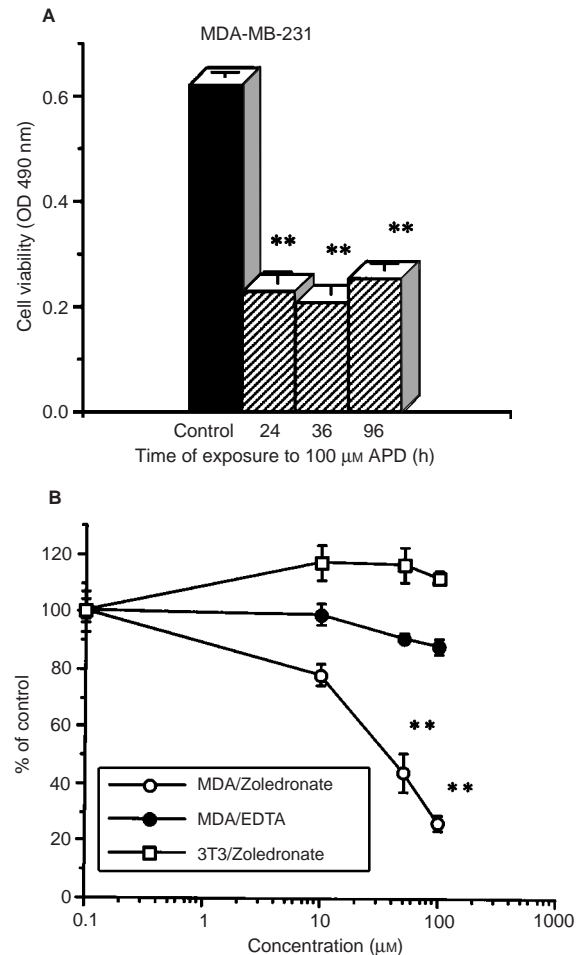 A
MDA-MB-231
Cell viability (OD 490 nm)
0.6
0.4
0.2
0.0
** ** **
Control 24 36 96
Time of exposure to 100 μM APD (h)
B
% of control
120
100
80
60
40
20
0
**
**
MDA/Zoledronate
MDA/EDTA
3T3/Zoledronate
0.1 1 10 100 1000
Concentration (μM)